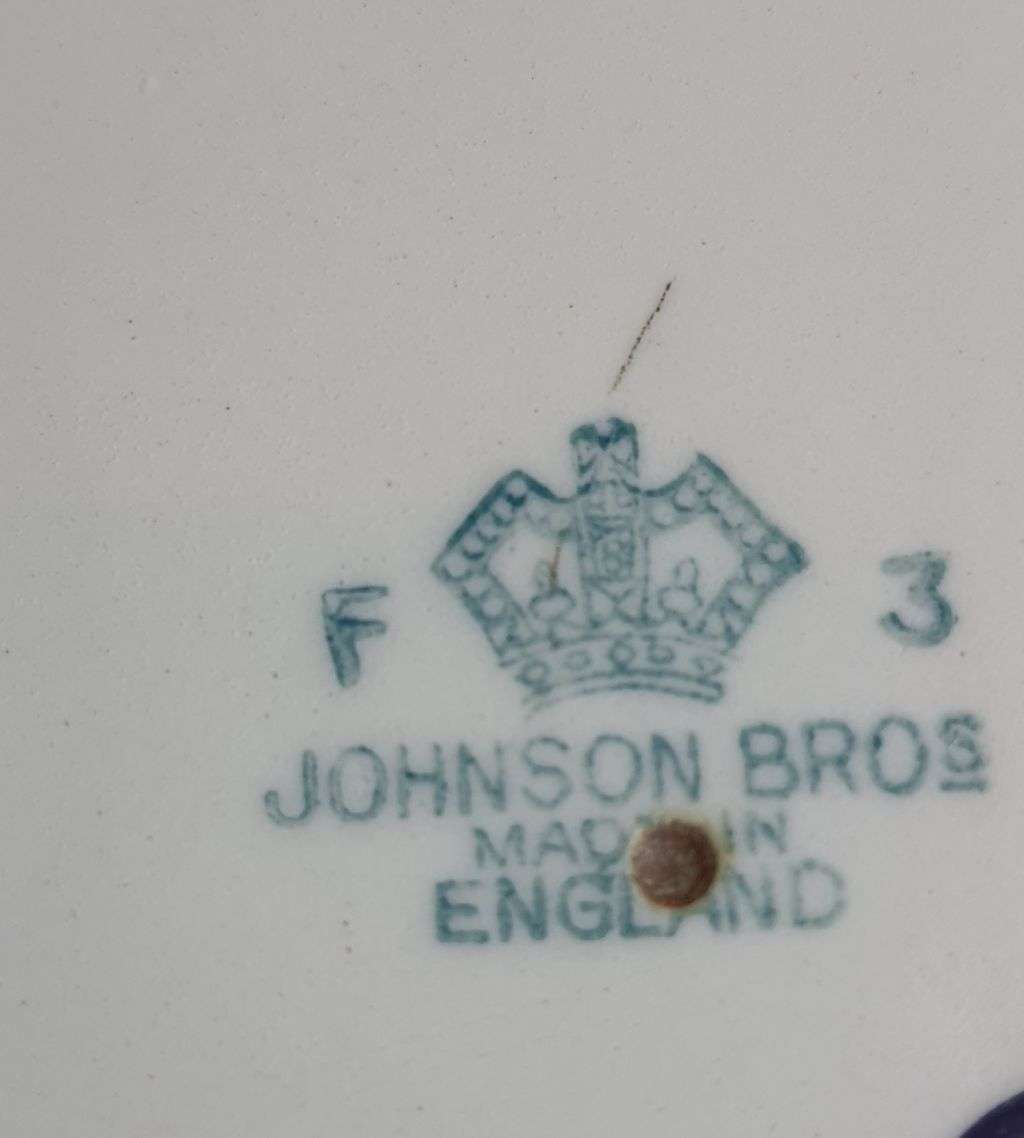 F 3
JOHNSON BROS
MADE IN
ENGLAND